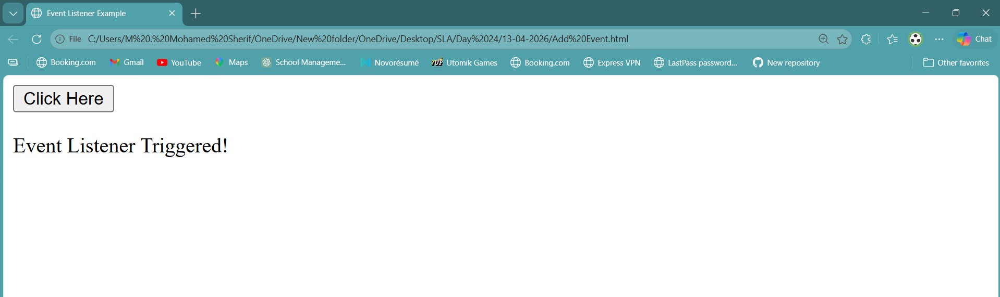 Event Listener Example
File C:/Users/M%20.%20Mohamed%20Sherif/OneDrive/New%20folder/OneDrive/Desktop/SLA/Day%2024/13-04-2026/Add%20Event.html
Chat
Booking.com Gmail YouTube Maps School Manageme... Novorésumé Utomik Games Booking.com Express VPN LastPass password... New repository Other favorites
Click Here
Event Listener Triggered!